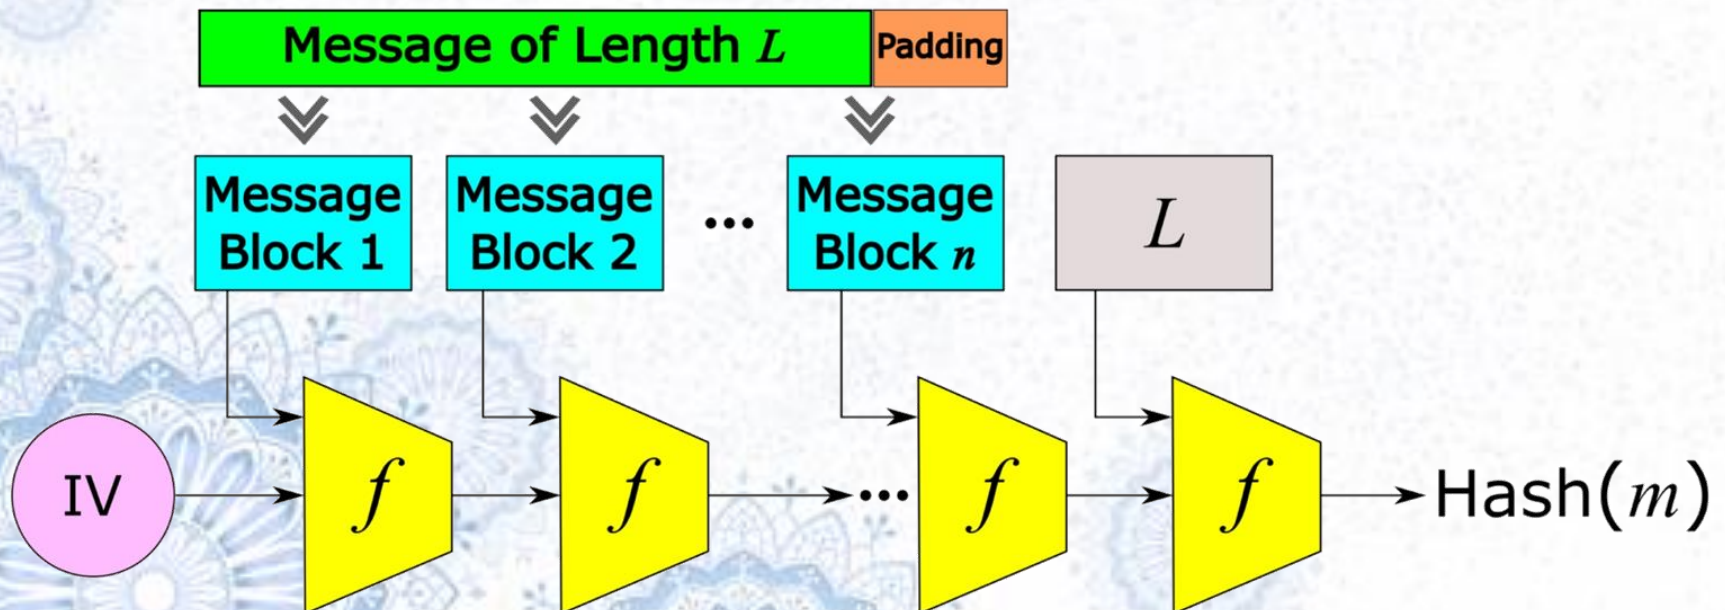 Message of Length L
Padding
Message
Block 1
Message
Block 2
...
Message
Block n
L
IV
f
f
...
f
f
Hash(m)